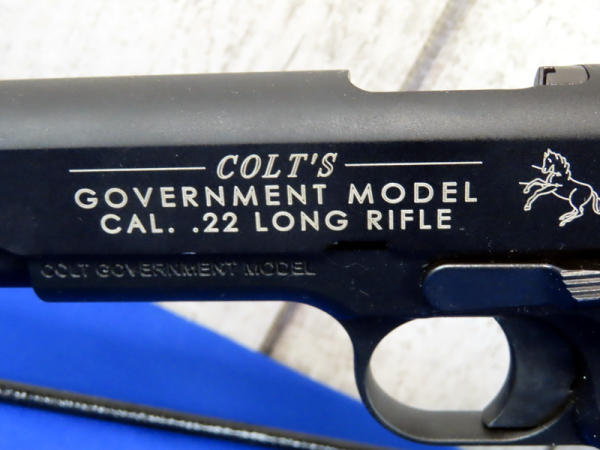 COLT'S
GOVERNMENT MODEL
CAL. .22 LONG RIFLE
COLT GOVERNMENT MODEL